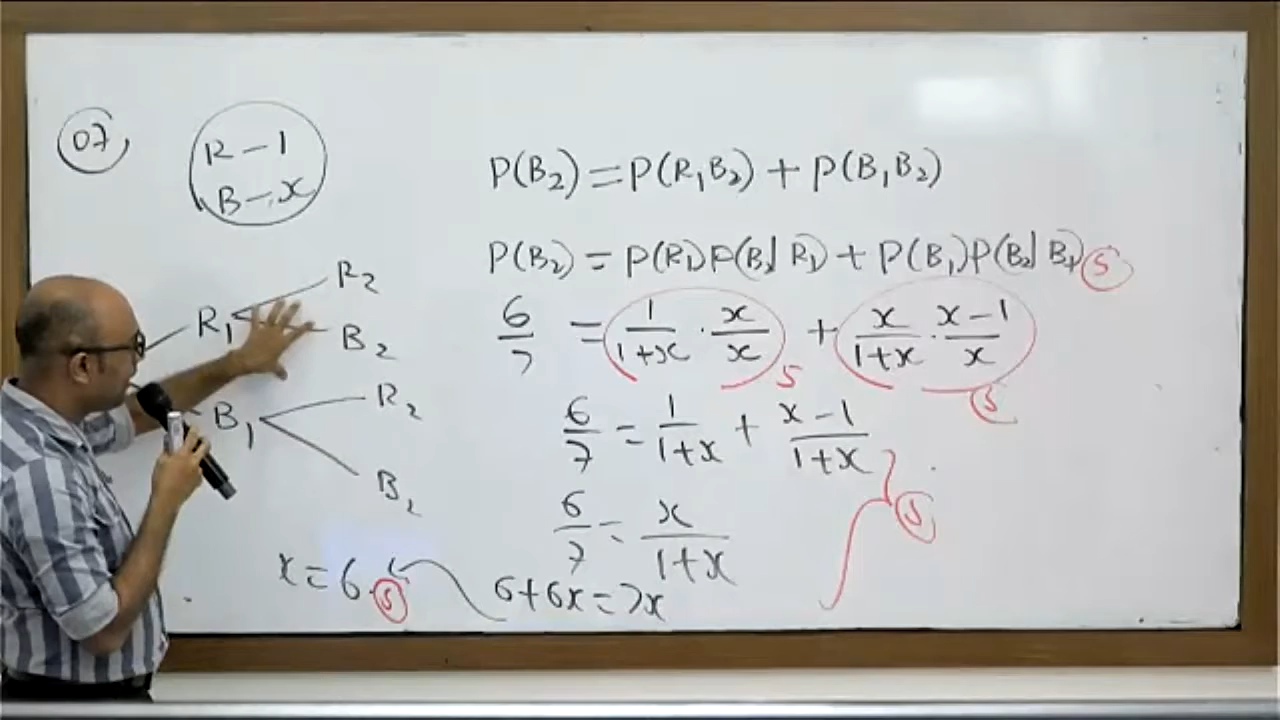 07,
R – 1
B – x
R₁
R₂
B₂
B₁
R₂
B₂
P(B₂) = P(R₁B₂) + P(B₁B₂)
P(B₂) = P(R₁)P(B₂|R₁) + P(B₁)P(B₂|B₁) 5
6/7 = 1/1+x · x/x 5 + x/1+x · x–1/x 5
6/7 = 1/1+x + x–1/1+x
6/7 = x/1+x 5
6+6x = 7x
x = 6. 5